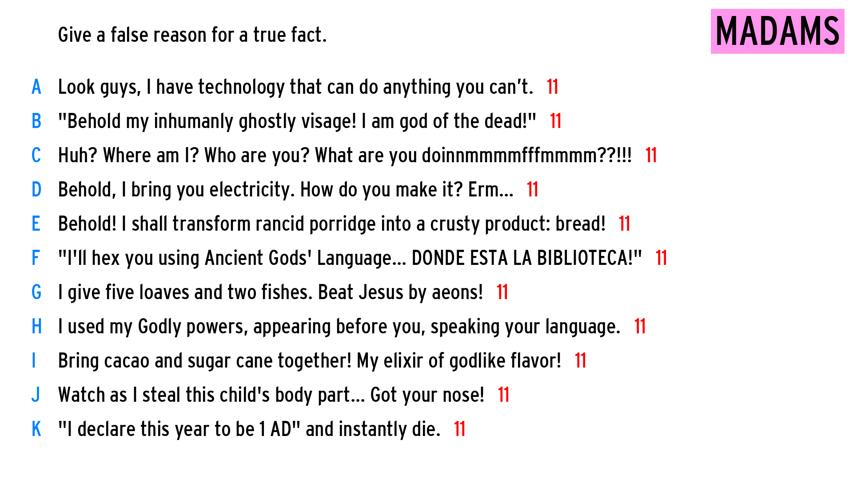 Give a false reason for a true fact.
MADAMS
A Look guys, I have technology that can do anything you can't. 11
B "Behold my inhumanly ghostly visage! I am god of the dead!" 11
C Huh? Where am I? Who are you? What are you doinnmmmmfffmmmm??!!! 11
D Behold, I bring you electricity. How do you make it? Erm... 11
E Behold! I shall transform rancid porridge into a crusty product: bread! 11
F "I'll hex you using Ancient Gods' Language... DONDE ESTA LA BIBLIOTECA!" 11
G I give five loaves and two fishes. Beat Jesus by aeons! 11
H I used my Godly powers, appearing before you, speaking your language. 11
I Bring cacao and sugar cane together! My elixir of godlike flavor! 11
J Watch as I steal this child's body part... Got your nose! 11
K "I declare this year to be 1 AD" and instantly die. 11